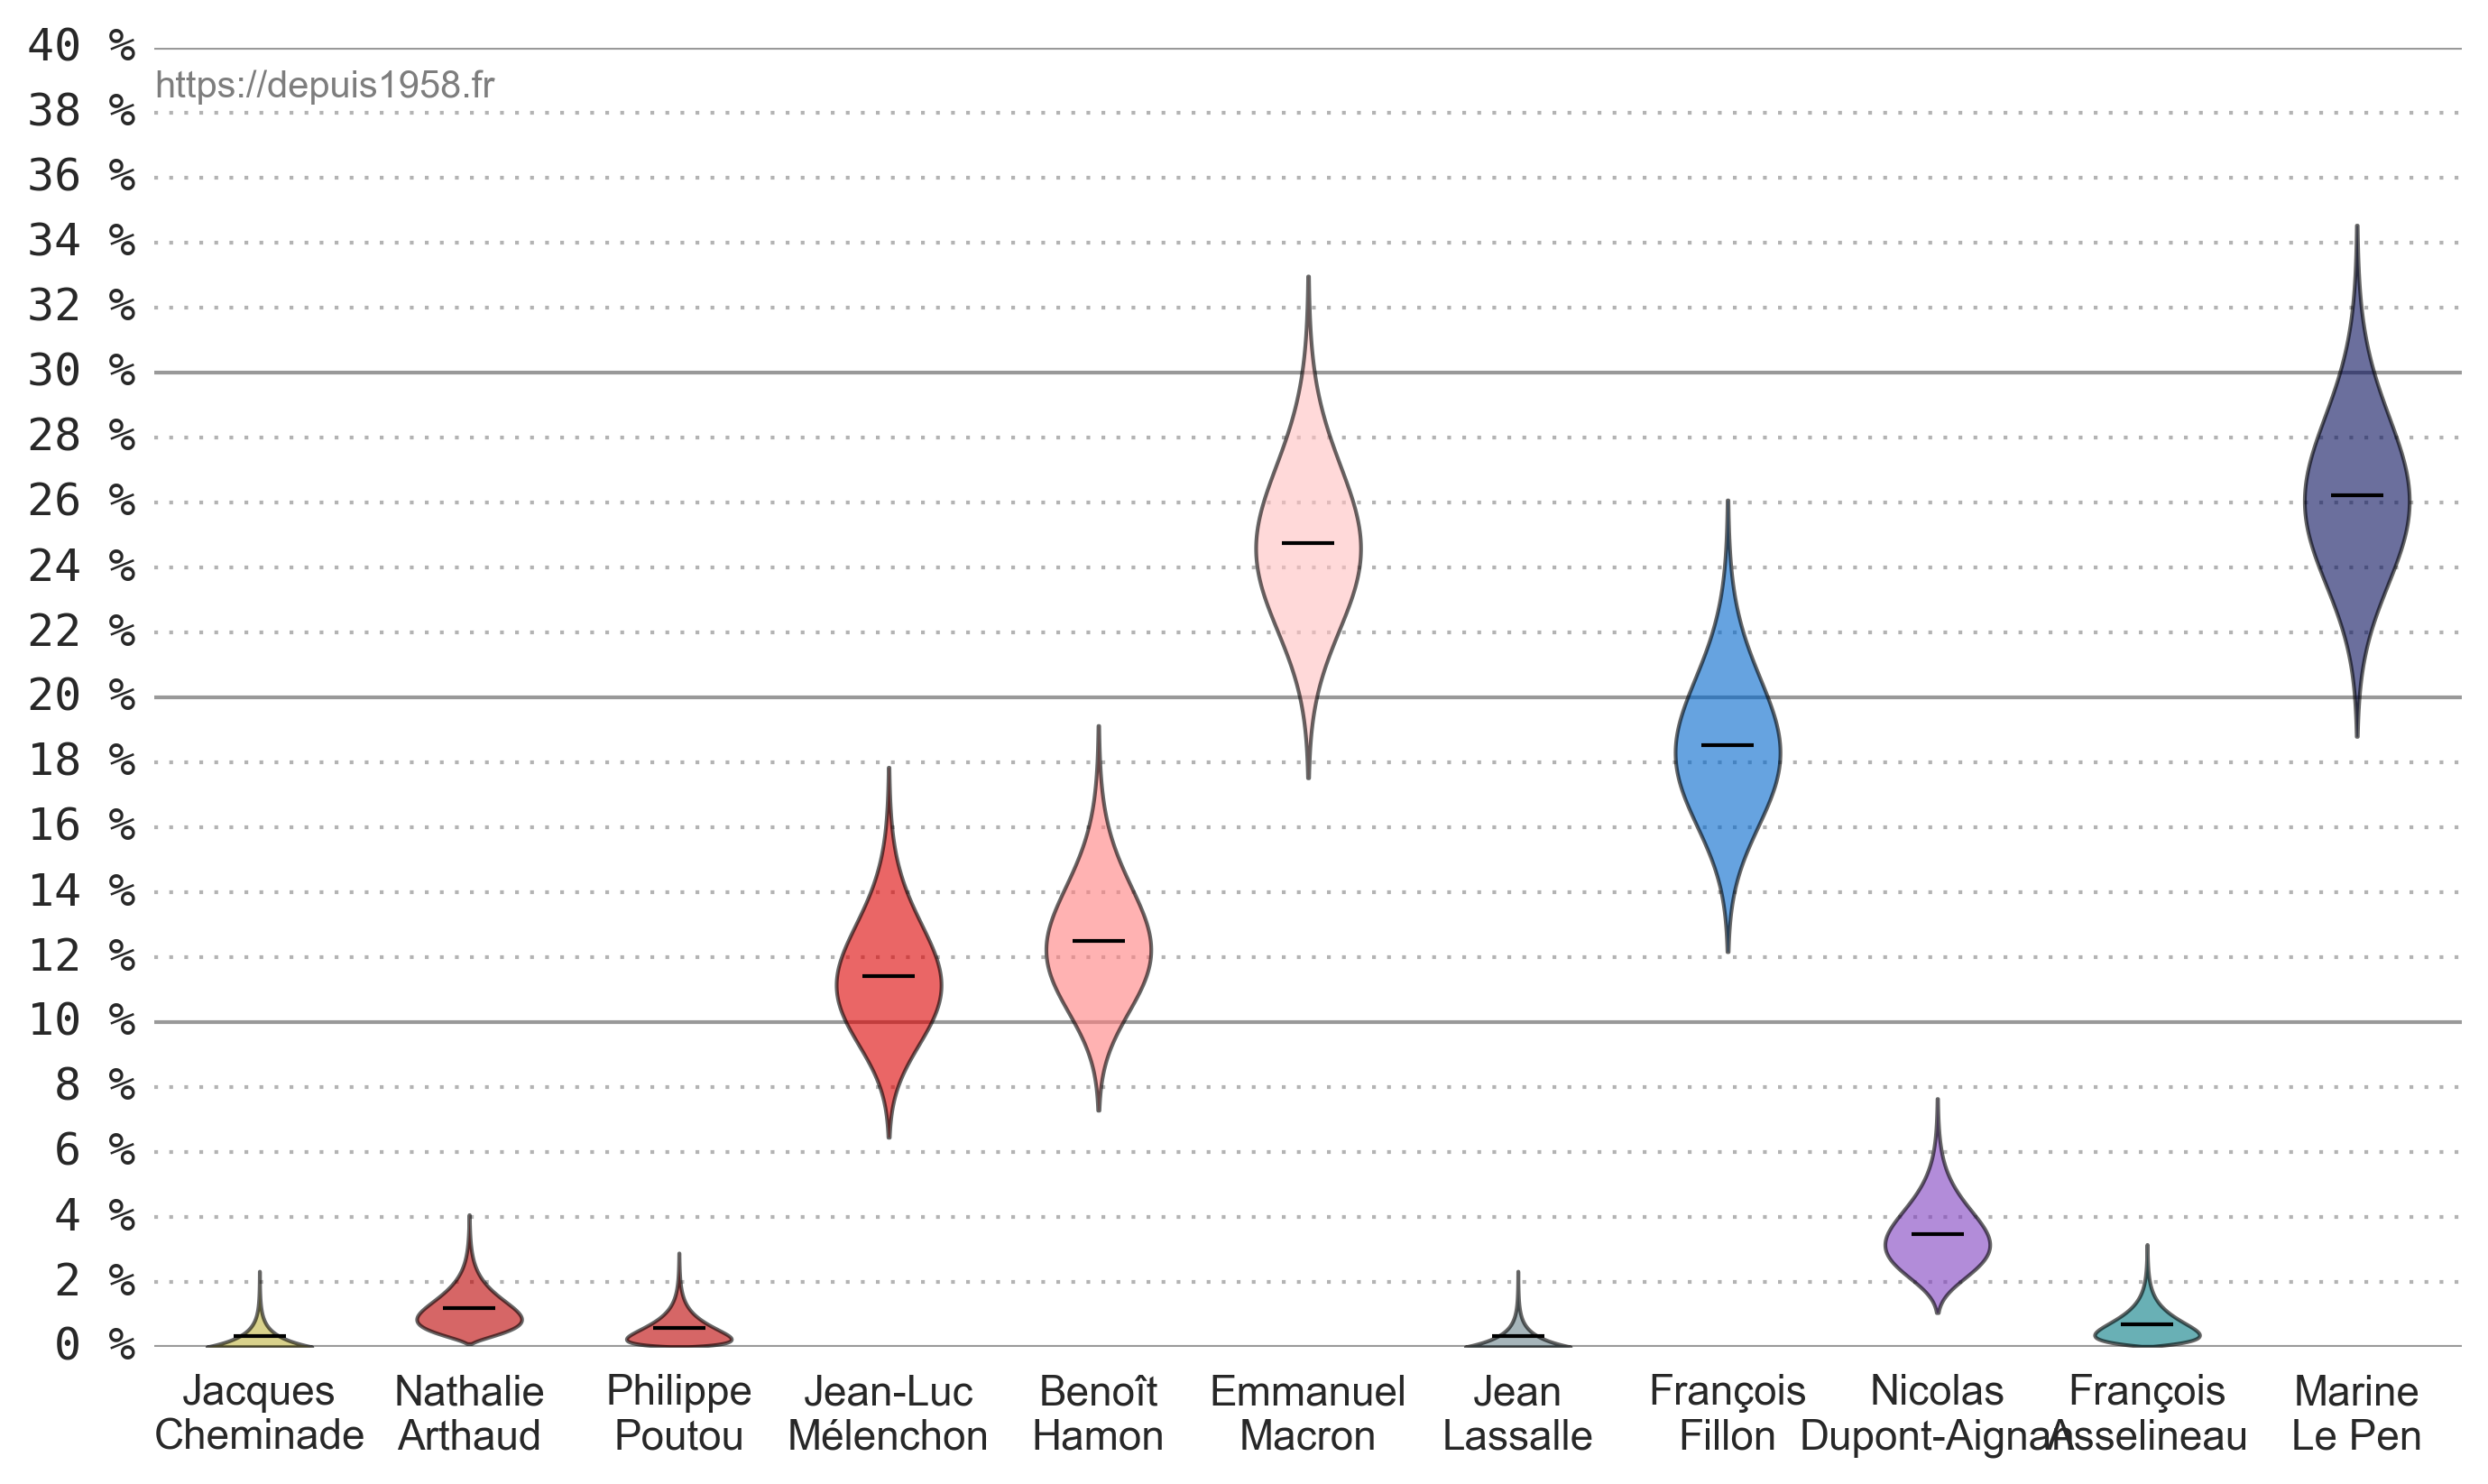 40 %
https://depuis1958.fr
38 %
36 %
34 %
32 %
30 %
28 %
26 %
24 %
22 %
20 %
18 %
16 %
14 %
12 %
10 %
8 %
6 %
4 %
2 %
0 %
Jacques
Cheminade
Nathalie
Arthaud
Philippe
Poutou
Jean-Luc
Mélenchon
Benoît
Hamon
Emmanuel
Macron
Jean
Lassalle
François
Fillon
Nicolas
Dupont-Aignan
François
Asselineau
Marine
Le Pen